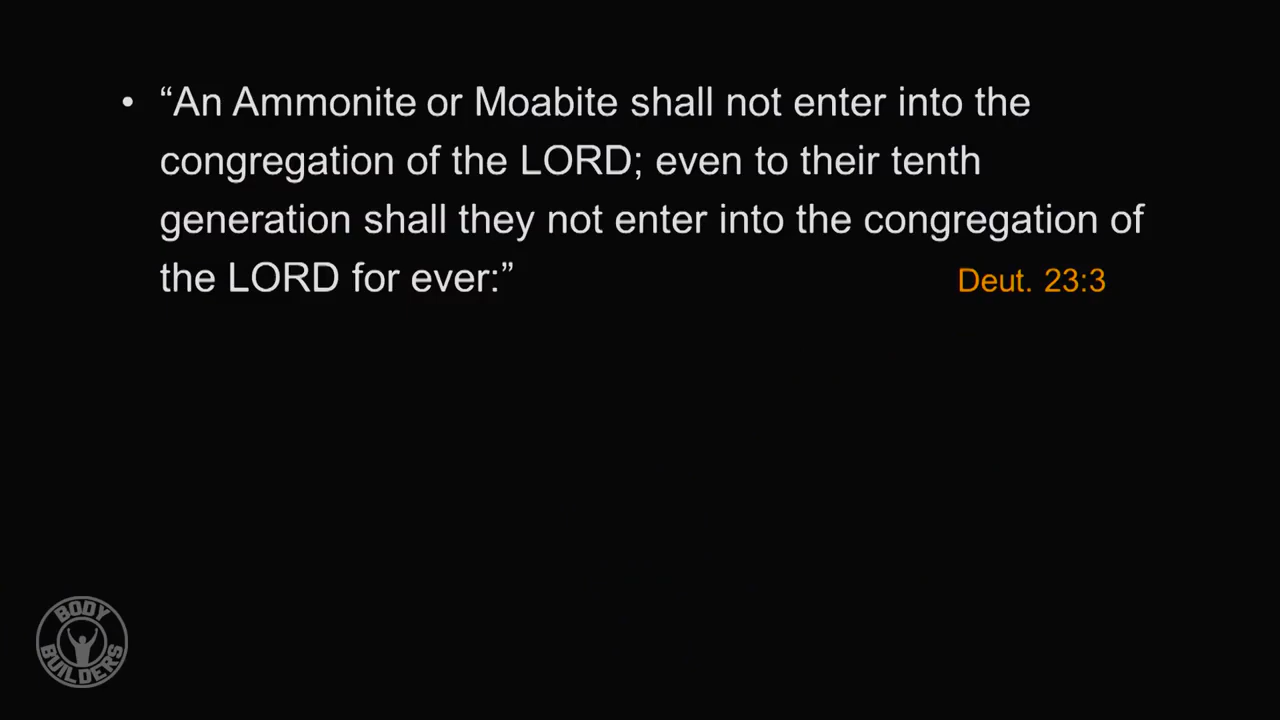 • “An Ammonite or Moabite shall not enter into the
congregation of the LORD; even to their tenth
generation shall they not enter into the congregation of
the LORD for ever:” Deut. 23:3
BODY
BUILDERS